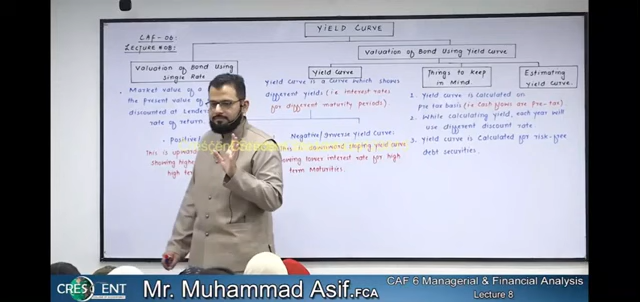 YIELD CURVE
CAF-06
LECTURE #08
Valuation of Bond Using Yield Curve
Valuation of Bond Using
Single Rate
Market value of a
the present value of
discounted at Lenders
rate of return.
Yield Curve
Yield Curve is a Curve which shows
different yields (i.e. interest rates
for different maturity periods)
Positive/
This is upward
showing high
high ter
Negative/Inverse Yield Curve:
This is downward sloping yield curve
showing lower interest rate for high
term Maturities.
Things to Keep
in Mind
Estimating
Yield Curve
1. Yield Curve is Calculated on
Pre tax basis (i.e Cash flows are Pre-tax)
2. While calculating yield, each year will
use different discount rate.
3. Yield Curve is Calculated for risk-free
debt securities.
CRESCENT
Mr. Muhammad Asif.FCA
CAF 6 Managerial & Financial Analysis
Lecture 8